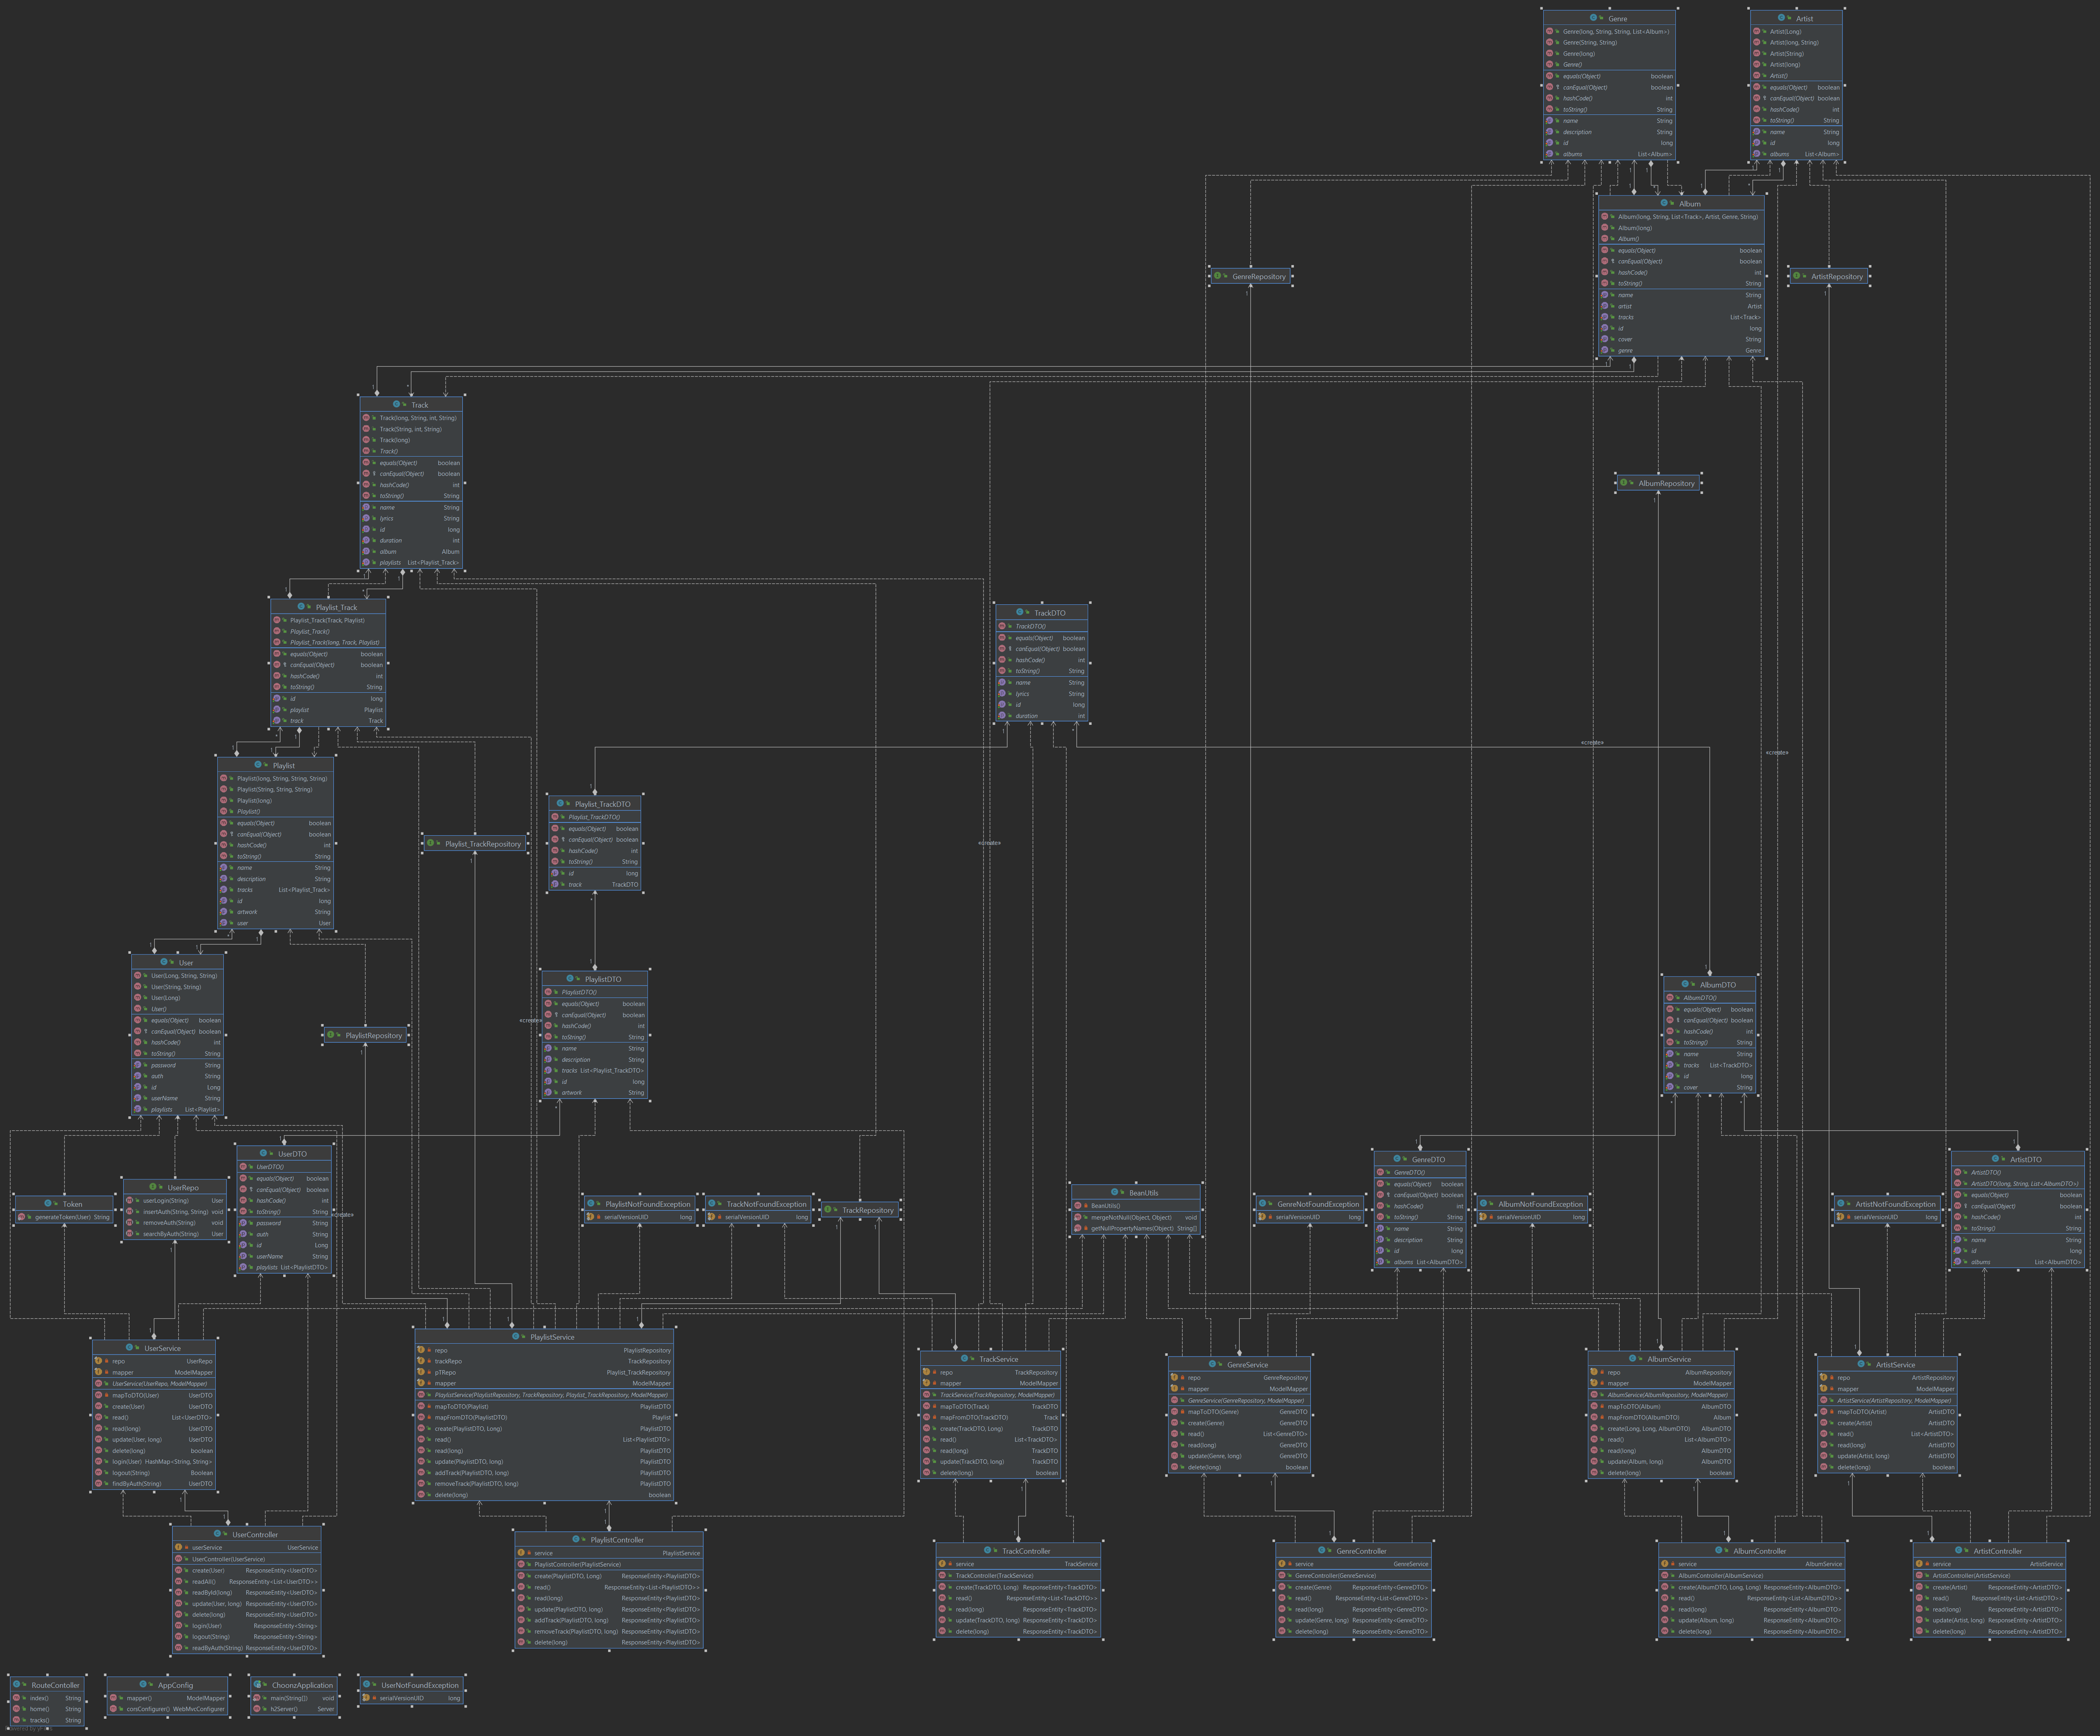 Genre
Genre(long, String, String, List<Album>)
Genre(String, String)
Genre(long)
Genre()
equals(Object) boolean
canEqual(Object) boolean
hashCode() int
toString() String
name String
description String
id long
albums List<Album>
Artist
Artist(Long)
Artist(long, String)
Artist(String)
Artist(long)
Artist()
equals(Object) boolean
canEqual(Object) boolean
hashCode() int
toString() String
name String
id long
albums List<Album>
Album
Album(long, String, List<Track>, Artist, Genre, String)
Album(long)
Album()
equals(Object) boolean
canEqual(Object) boolean
hashCode() int
toString() String
name String
artist Artist
tracks List<Track>
id long
cover String
genre Genre
GenreRepository
ArtistRepository
Track
Track(long, String, int, String)
Track(String, int, String)
Track(long)
Track()
equals(Object) boolean
canEqual(Object) boolean
hashCode() int
toString() String
name String
lyrics String
id long
duration int
album Album
playlists List<Playlist_Track>
AlbumRepository
Playlist_Track
Playlist_Track(Track, Playlist)
Playlist_Track()
Playlist_Track(long, Track, Playlist)
equals(Object) boolean
canEqual(Object) boolean
hashCode() int
toString() String
id long
playlist Playlist
track Track
TrackDTO
TrackDTO()
equals(Object) boolean
canEqual(Object) boolean
hashCode() int
toString() String
name String
lyrics String
id long
duration int
«create»
«create»
Playlist
Playlist(long, String, String, String)
Playlist(String, String, String)
Playlist(long)
Playlist()
equals(Object) boolean
canEqual(Object) boolean
hashCode() int
toString() String
name String
description String
tracks List<Playlist_Track>
id long
artwork String
user User
Playlist_TrackRepository
Playlist_TrackDTO
Playlist_TrackDTO()
equals(Object) boolean
canEqual(Object) boolean
hashCode() int
toString() String
id long
track TrackDTO
«create»
User
User(Long, String, String)
User(String, String)
User(Long)
User()
equals(Object) boolean
canEqual(Object) boolean
hashCode() int
toString() String
password String
auth String
id Long
userName String
playlists List<Playlist>
PlaylistRepository
«create»
PlaylistDTO
PlaylistDTO()
equals(Object) boolean
canEqual(Object) boolean
hashCode() int
toString() String
name String
description String
tracks List<Playlist_TrackDTO>
id long
artwork String
AlbumDTO
AlbumDTO()
equals(Object) boolean
canEqual(Object) boolean
hashCode() int
toString() String
name String
tracks List<TrackDTO>
id long
cover String
Token
generateToken(User) String
UserRepo
userLogin(String) User
insertAuth(String, String) void
removeAuth(String) void
searchByAuth(String) User
UserDTO
UserDTO()
equals(Object) boolean
canEqual(Object) boolean
hashCode() int
toString() String
password String
auth String
id Long
userName String
playlists List<PlaylistDTO>
«create»
PlaylistNotFoundException
serialVersionUID long
TrackNotFoundException
serialVersionUID long
TrackRepository
BeanUtils
BeanUtils()
mergeNotNull(Object, Object) void
getNullPropertyNames(Object) String[]
GenreNotFoundException
serialVersionUID long
GenreDTO
GenreDTO()
equals(Object) boolean
canEqual(Object) boolean
hashCode() int
toString() String
name String
description String
id long
albums List<AlbumDTO>
AlbumNotFoundException
serialVersionUID long
ArtistNotFoundException
serialVersionUID long
ArtistDTO
ArtistDTO()
ArtistDTO(long, String, List<AlbumDTO>)
equals(Object) boolean
canEqual(Object) boolean
hashCode() int
toString() String
name String
id long
albums List<AlbumDTO>
UserService
repo UserRepo
mapper ModelMapper
UserService(UserRepo, ModelMapper)
mapToDTO(User) UserDTO
create(User) UserDTO
read() List<UserDTO>
read(long) UserDTO
update(User, long) UserDTO
delete(long) boolean
login(User) HashMap<String, String>
logout(String) Boolean
findByAuth(String) UserDTO
PlaylistService
repo PlaylistRepository
trackRepo TrackRepository
pTRepo Playlist_TrackRepository
mapper ModelMapper
PlaylistService(PlaylistRepository, TrackRepository, Playlist_TrackRepository, ModelMapper)
mapToDTO(Playlist) PlaylistDTO
mapFromDTO(PlaylistDTO) Playlist
create(PlaylistDTO, Long) PlaylistDTO
read() List<PlaylistDTO>
read(long) PlaylistDTO
update(PlaylistDTO, long) PlaylistDTO
addTrack(PlaylistDTO, long) PlaylistDTO
removeTrack(PlaylistDTO, long) PlaylistDTO
delete(long) boolean
TrackService
repo TrackRepository
mapper ModelMapper
TrackService(TrackRepository, ModelMapper)
mapToDTO(Track) TrackDTO
mapFromDTO(TrackDTO) Track
create(TrackDTO, Long) TrackDTO
read() List<TrackDTO>
read(long) TrackDTO
update(TrackDTO, long) TrackDTO
delete(long) boolean
GenreService
repo GenreRepository
mapper ModelMapper
GenreService(GenreRepository, ModelMapper)
mapToDTO(Genre) GenreDTO
create(Genre) GenreDTO
read() List<GenreDTO>
read(long) GenreDTO
update(Genre, long) GenreDTO
delete(long) boolean
AlbumService
repo AlbumRepository
mapper ModelMapper
AlbumService(AlbumRepository, ModelMapper)
mapToDTO(Album) AlbumDTO
mapFromDTO(AlbumDTO) Album
create(Long, Long, AlbumDTO) AlbumDTO
read() List<AlbumDTO>
read(long) AlbumDTO
update(Album, long) AlbumDTO
delete(long) boolean
ArtistService
repo ArtistRepository
mapper ModelMapper
ArtistService(ArtistRepository, ModelMapper)
mapToDTO(Artist) ArtistDTO
create(Artist) ArtistDTO
read() List<ArtistDTO>
read(long) ArtistDTO
update(Artist, long) ArtistDTO
delete(long) boolean
UserController
userService UserService
UserController(UserService)
create(User) ResponseEntity<UserDTO>
readAll() ResponseEntity<List<UserDTO>>
readById(long) ResponseEntity<UserDTO>
update(User, long) ResponseEntity<UserDTO>
delete(long) ResponseEntity<UserDTO>
login(User) ResponseEntity<String>
logout(String) ResponseEntity<String>
readByAuth(String) ResponseEntity<UserDTO>
PlaylistController
service PlaylistService
PlaylistController(PlaylistService)
create(PlaylistDTO, Long) ResponseEntity<PlaylistDTO>
read() ResponseEntity<List<PlaylistDTO>>
read(long) ResponseEntity<PlaylistDTO>
update(PlaylistDTO, long) ResponseEntity<PlaylistDTO>
addTrack(PlaylistDTO, long) ResponseEntity<PlaylistDTO>
removeTrack(PlaylistDTO, long) ResponseEntity<PlaylistDTO>
delete(long) ResponseEntity<PlaylistDTO>
TrackController
service TrackService
TrackController(TrackService)
create(TrackDTO, Long) ResponseEntity<TrackDTO>
read() ResponseEntity<List<TrackDTO>>
read(long) ResponseEntity<TrackDTO>
update(TrackDTO, long) ResponseEntity<TrackDTO>
delete(long) ResponseEntity<TrackDTO>
GenreController
service GenreService
GenreController(GenreService)
create(Genre) ResponseEntity<GenreDTO>
read() ResponseEntity<List<GenreDTO>>
read(long) ResponseEntity<GenreDTO>
update(Genre, long) ResponseEntity<GenreDTO>
delete(long) ResponseEntity<GenreDTO>
AlbumController
service AlbumService
AlbumController(AlbumService)
create(AlbumDTO, Long, Long) ResponseEntity<AlbumDTO>
read() ResponseEntity<List<AlbumDTO>>
read(long) ResponseEntity<AlbumDTO>
update(Album, long) ResponseEntity<AlbumDTO>
delete(long) ResponseEntity<AlbumDTO>
ArtistController
service ArtistService
ArtistController(ArtistService)
create(Artist) ResponseEntity<ArtistDTO>
read() ResponseEntity<List<ArtistDTO>>
read(long) ResponseEntity<ArtistDTO>
update(Artist, long) ResponseEntity<ArtistDTO>
delete(long) ResponseEntity<ArtistDTO>
RouteContoller
index() String
home() String
tracks() String
AppConfig
mapper() ModelMapper
corsConfigurer() WebMvcConfigurer
ChoonzApplication
main(String[]) void
h2Server() Server
UserNotFoundException
serialVersionUID long